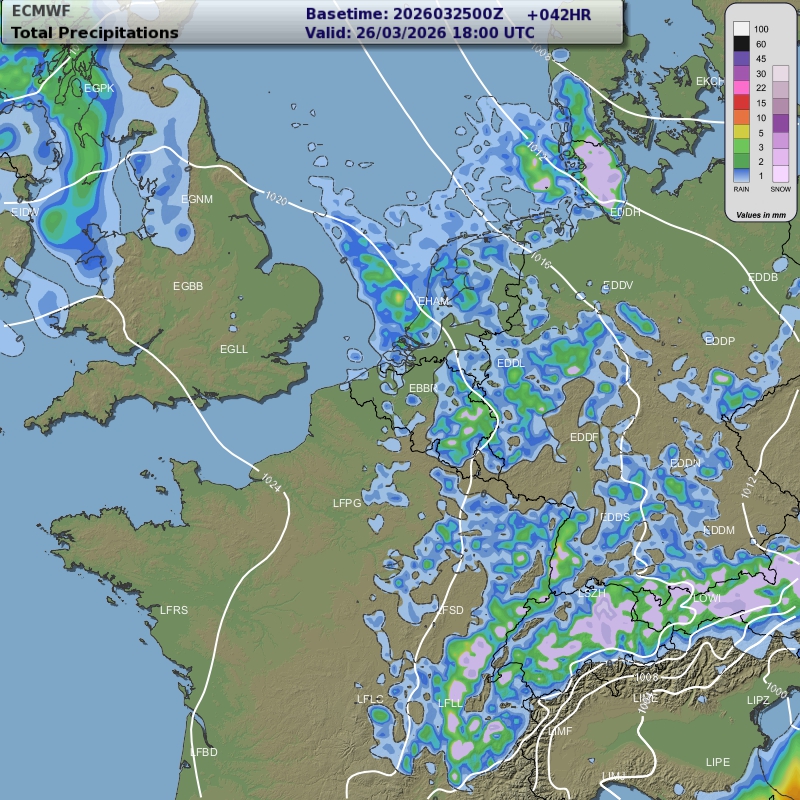 ECMWF
Basetime: 2026032500Z +042HR
Total Precipitations
Valid: 26/03/2026 18:00 UTC
100
60
45
30
22
15
10
5
3
2
1
RAIN
SNOW
Values in mm
1008
EGPK
EKCH
1012
1020
EIDW
EGNM
EDDH
1016
EDDB
EGBB
EDDV
EHAM
EDDP
EGLL
EDDL
EBBR
EDDF
EDDN
1024
1012
LFPG
EDDS
EDDM
LSZH
LOWI
LFRS
LFSD
1008
1000
LFLC
LFLL
LIPZ
LIMF
LFBD
LIPE